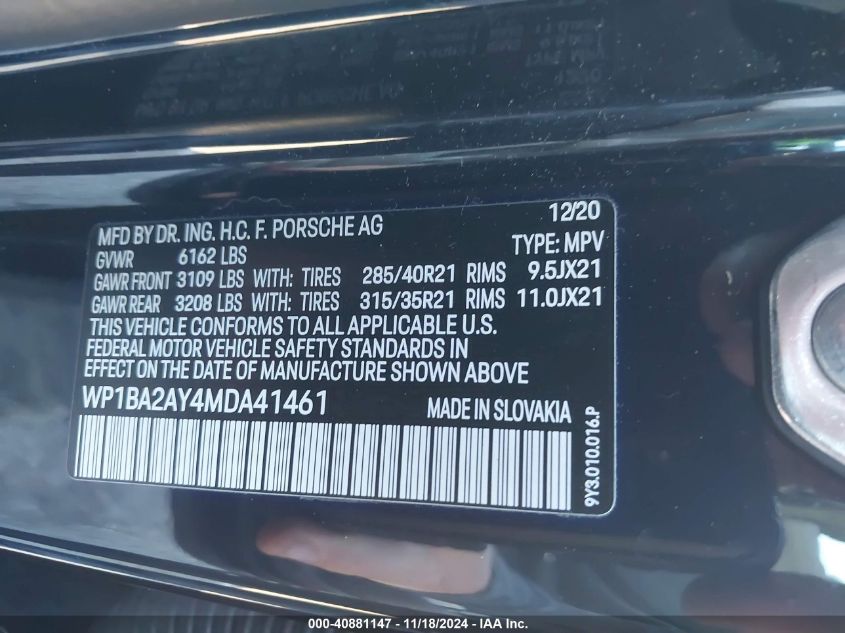 MFD BY DR. ING. H.C. F. PORSCHE AG 12/20
GVWR 6162 LBS TYPE: MPV
GAWR FRONT 3109 LBS WITH: TIRES 285/40R21 RIMS 9.5JX21
GAWR REAR 3208 LBS WITH: TIRES 315/35R21 RIMS 11.0JX21
THIS VEHICLE CONFORMS TO ALL APPLICABLE U.S.
FEDERAL MOTOR VEHICLE SAFETY STANDARDS IN
EFFECT ON THE DATE OF MANUFACTURE SHOWN ABOVE
WP1BA2AY4MDA41461 MADE IN SLOVAKIA
9Y3.010.016.P
000-40881147 - 11/18/2024 - IAA Inc.